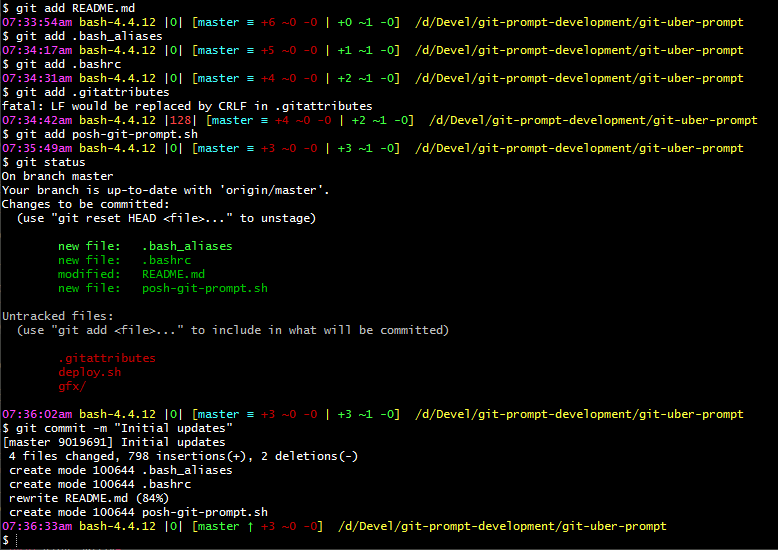 $ git add README.md
07:33:54am bash-4.4.12 |0| [master ≡ +6 ~0 -0 | +0 ~1 -0]  /d/Devel/git-prompt-development/git-uber-prompt
$ git add .bash_aliases
07:34:17am bash-4.4.12 |0| [master ≡ +5 ~0 -0 | +1 ~1 -0]  /d/Devel/git-prompt-development/git-uber-prompt
$ git add .bashrc
07:34:31am bash-4.4.12 |0| [master ≡ +4 ~0 -0 | +2 ~1 -0]  /d/Devel/git-prompt-development/git-uber-prompt
$ git add .gitattributes
fatal: LF would be replaced by CRLF in .gitattributes
07:34:42am bash-4.4.12 |128| [master ≡ +4 ~0 -0 | +2 ~1 -0]  /d/Devel/git-prompt-development/git-uber-prompt
$ git add posh-git-prompt.sh
07:35:49am bash-4.4.12 |0| [master ≡ +3 ~0 -0 | +3 ~1 -0]  /d/Devel/git-prompt-development/git-uber-prompt
$ git status
On branch master
Your branch is up-to-date with 'origin/master'.
Changes to be committed:
  (use "git reset HEAD <file>..." to unstage)
        new file:   .bash_aliases
        new file:   .bashrc
        modified:   README.md
        new file:   posh-git-prompt.sh
Untracked files:
  (use "git add <file>..." to include in what will be committed)
        .gitattributes
        deploy.sh
        gfx/
07:36:02am bash-4.4.12 |0| [master ≡ +3 ~0 -0 | +3 ~1 -0]  /d/Devel/git-prompt-development/git-uber-prompt
$ git commit -m "Initial updates"
[master 9019691] Initial updates
 4 files changed, 798 insertions(+), 2 deletions(-)
 create mode 100644 .bash_aliases
 create mode 100644 .bashrc
 rewrite README.md (84%)
 create mode 100644 posh-git-prompt.sh
07:36:33am bash-4.4.12 |0| [master ↑ +3 ~0 -0]  /d/Devel/git-prompt-development/git-uber-prompt
$